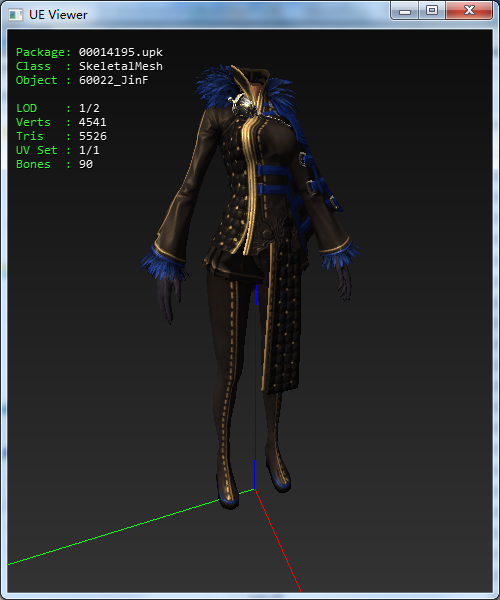 UE Viewer
Package: 00014195.upk
Class  : SkeletalMesh
Object : 60022_JinF
LOD    : 1/2
Verts  : 4541
Tris   : 5526
UV Set : 1/1
Bones  : 90